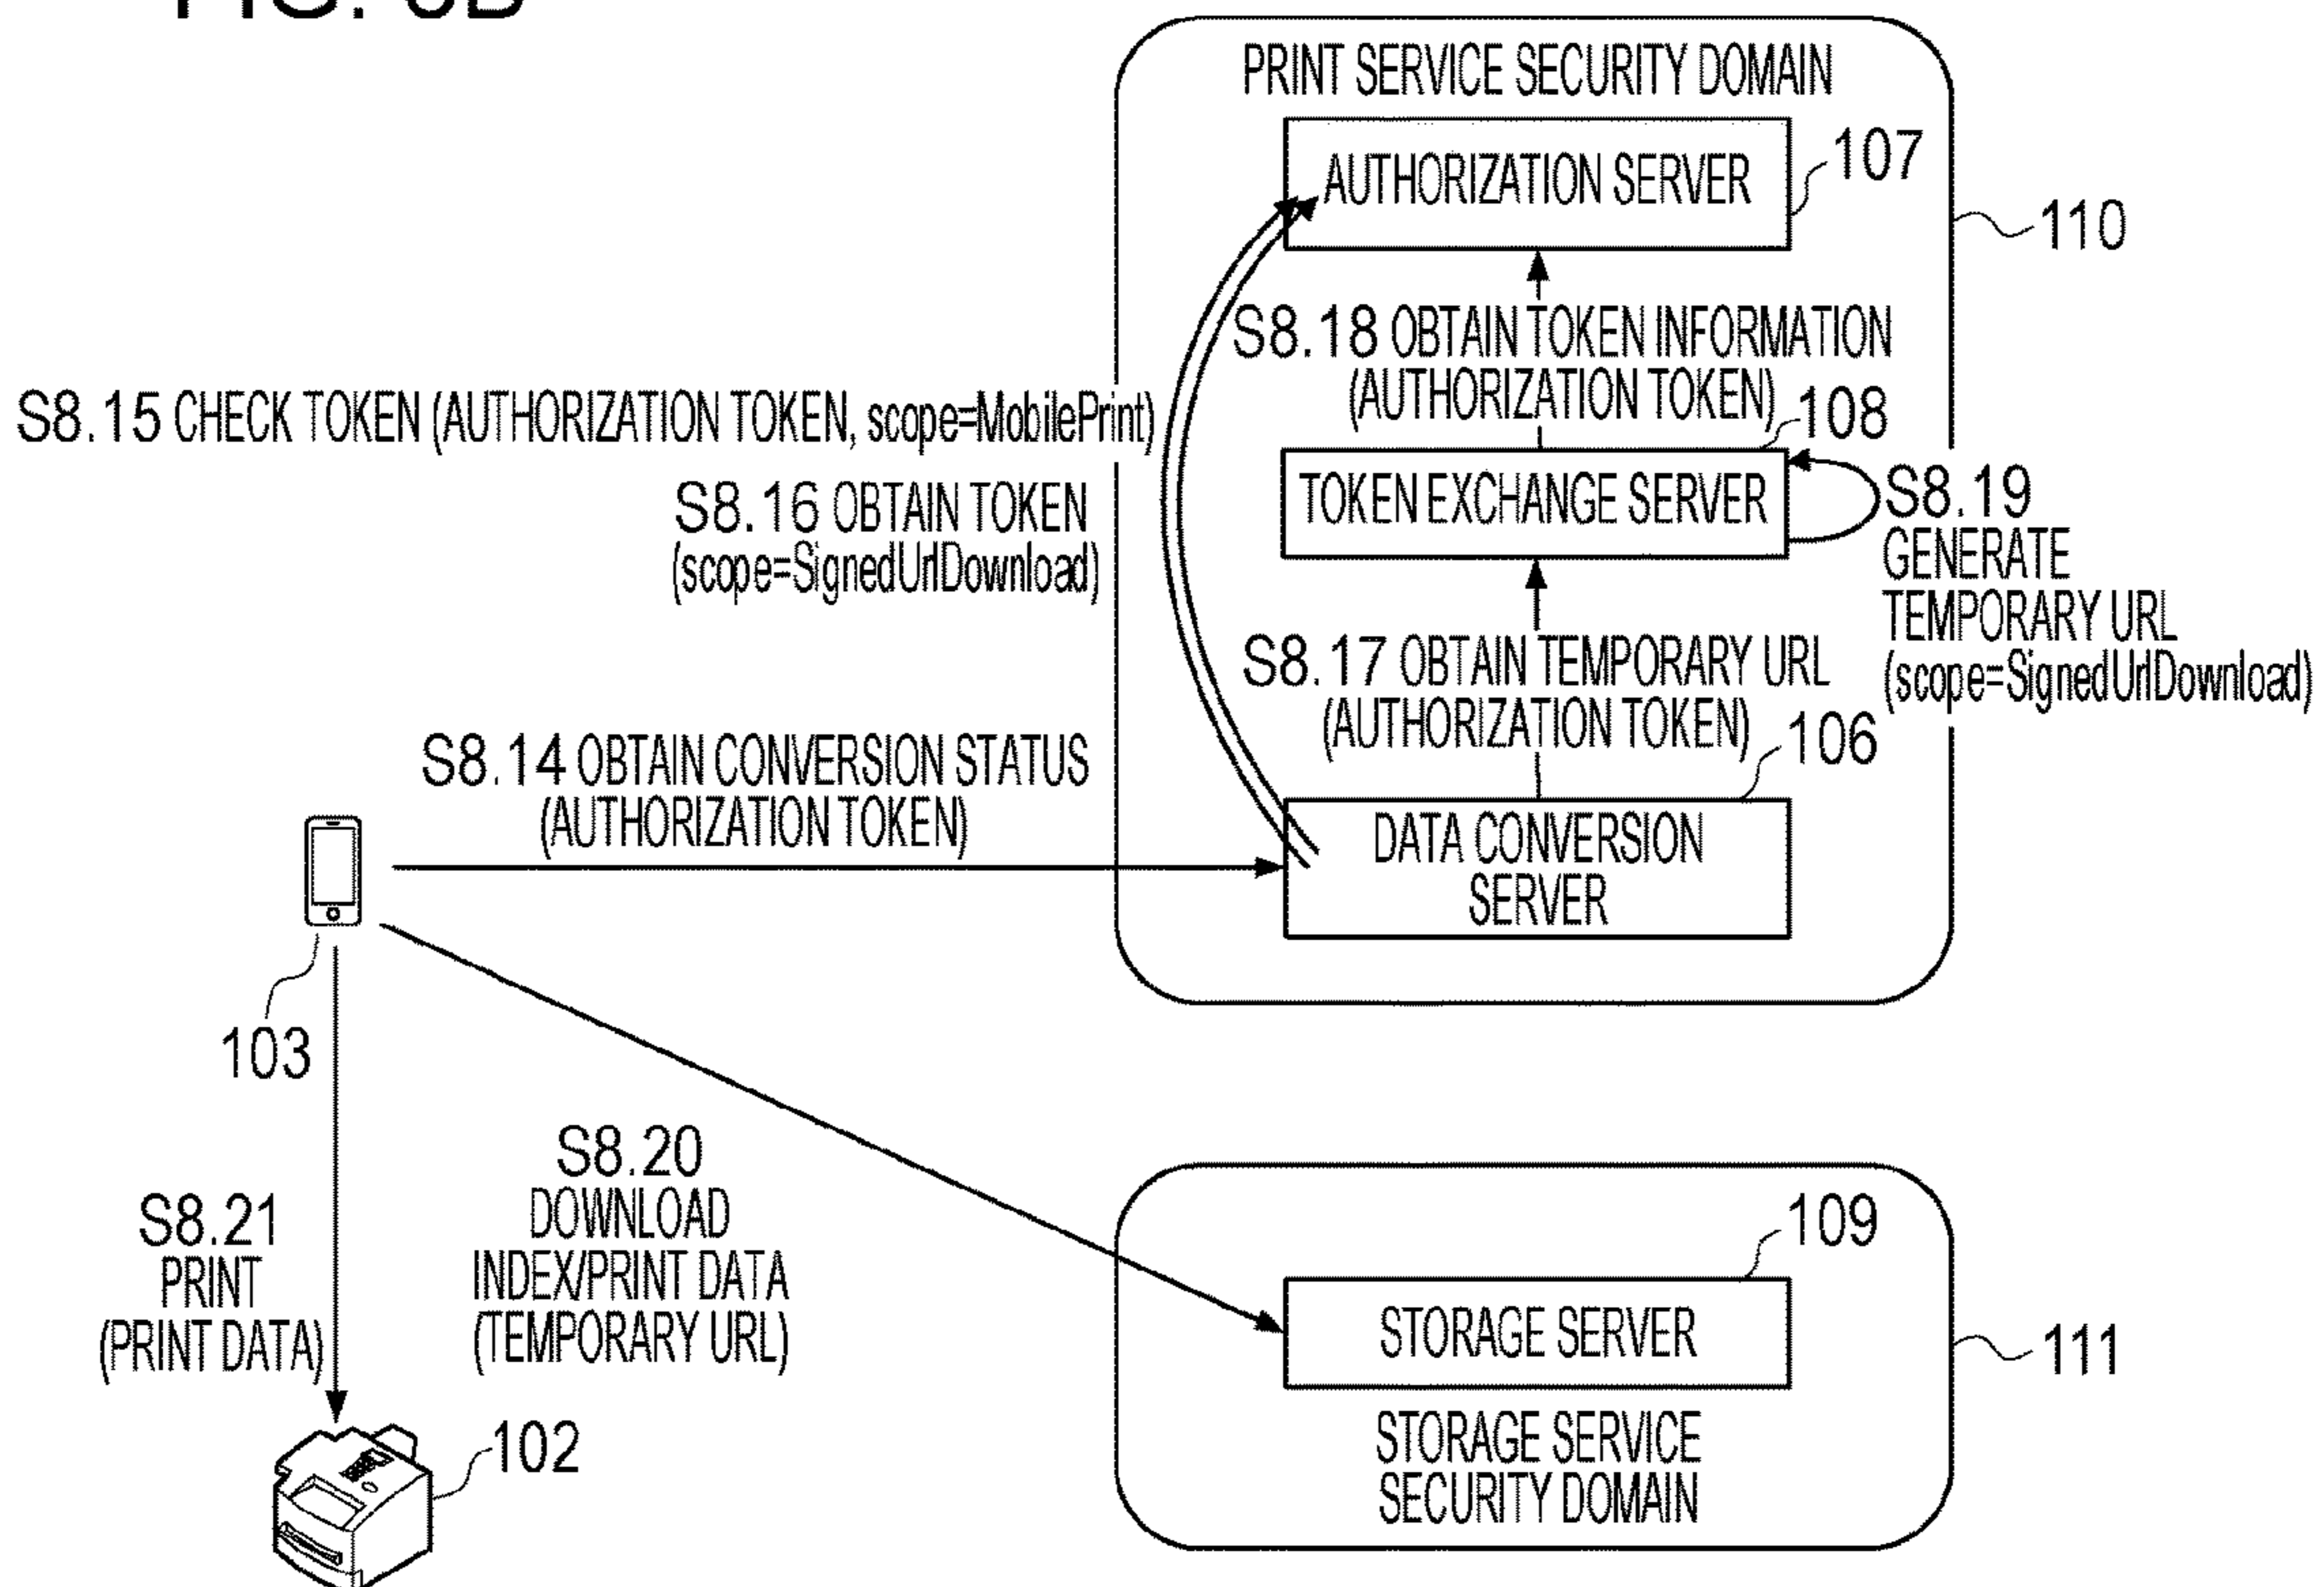 PRINT SERVICE SECURITY DOMAIN
AUTHORIZATION SERVER
107
110
S8.18 OBTAIN TOKEN INFORMATION
(AUTHORIZATION TOKEN)
108
S8.15 CHECK TOKEN (AUTHORIZATION TOKEN, scope=MobilePrint)
S8.16 OBTAIN TOKEN
(scope=SignedUrlDownload)
TOKEN EXCHANGE SERVER
S8.19
GENERATE
TEMPORARY URL
(scope=SignedUrlDownload)
S8.17 OBTAIN TEMPORARY URL
(AUTHORIZATION TOKEN)
106
S8.14 OBTAIN CONVERSION STATUS
(AUTHORIZATION TOKEN)
DATA CONVERSION
SERVER
103
S8.20
DOWNLOAD
INDEX/PRINT DATA
(TEMPORARY URL)
S8.21
PRINT
(PRINT DATA)
102
109
STORAGE SERVER
111
STORAGE SERVICE
SECURITY DOMAIN